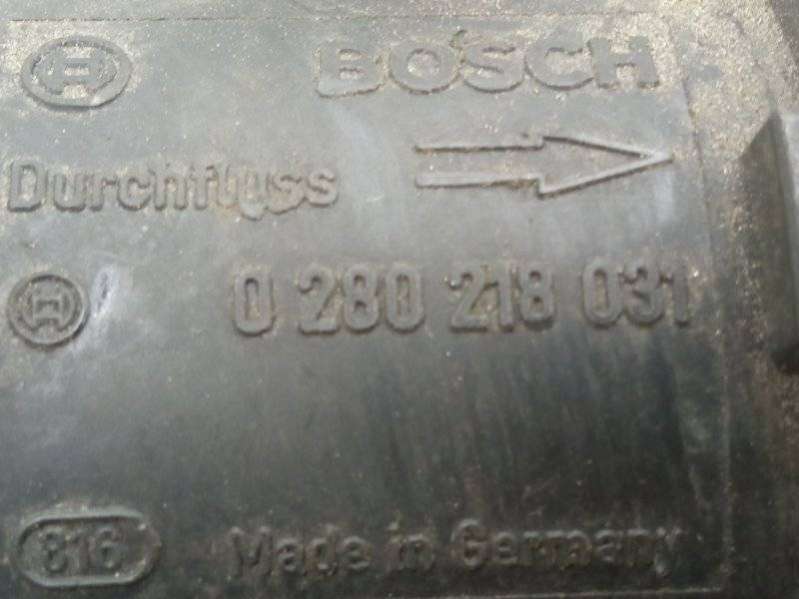 BOSCH
Durchfluss
0 280 218 031
816
Made in Germany